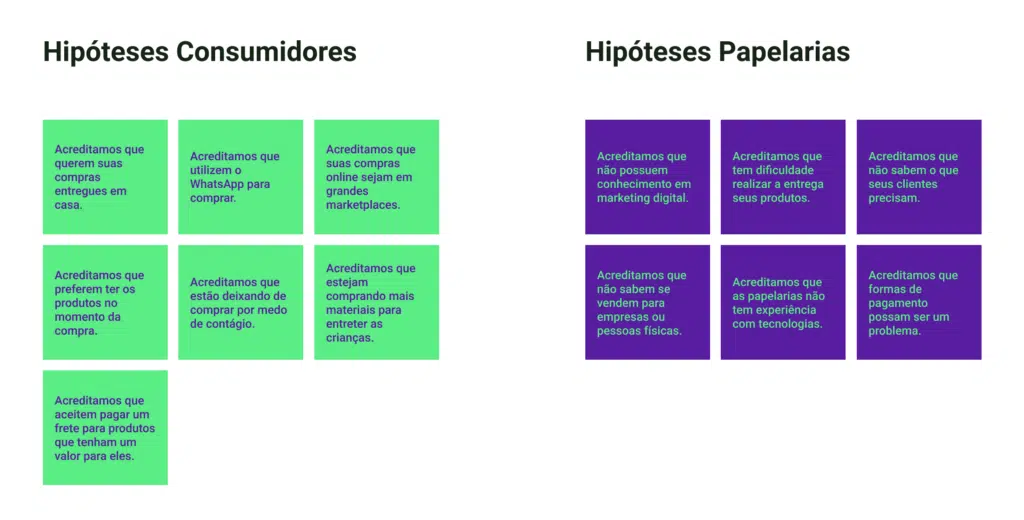 Hipóteses Consumidores
Acreditamos que
querem suas
compras
entregues em
casa.
Acreditamos que
utilizem o
WhatsApp para
comprar.
Acreditamos que
suas compras
online sejam em
grandes
marketplaces.
Acreditamos que
preferem ter os
produtos no
momento da
compra.
Acreditamos que
estão deixando de
comprar por medo
de contágio.
Acreditamos que
estejam
comprando mais
materiais para
entreter as
crianças.
Acreditamos que
aceitem pagar um
frete para produtos
que tenham um
valor para eles.
Hipóteses Papelarias
Acreditamos que
não possuem
conhecimento em
marketing digital.
Acreditamos que
tem dificuldade
realizar a entrega
seus produtos.
Acreditamos que
não sabem o que
seus clientes
precisam.
Acreditamos que
não sabem se
vendem para
empresas ou
pessoas físicas.
Acreditamos que
as papelarias não
tem experiência
com tecnologias.
Acreditamos que
formas de
pagamento
possam ser um
problema.